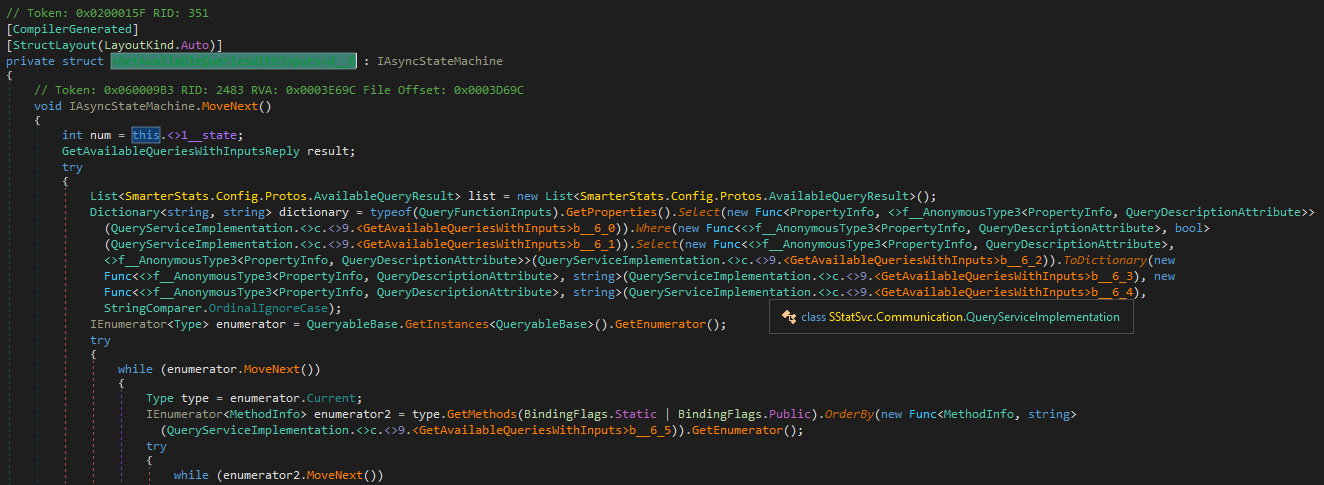 // Token: 0x0200015F RID: 351
[CompilerGenerated]
[StructLayout(LayoutKind.Auto)]
private struct <GetAvailableQueriesWithInputs>b__6 : IAsyncStateMachine
{
// Token: 0x060009B3 RID: 2483 RVA: 0x0003E69C File Offset: 0x0003D69C
void IAsyncStateMachine.MoveNext()
{
int num = this.<>1__state;
GetAvailableQueriesWithInputsReply result;
try
{
List<SmarterStats.Config.Protos.AvailableQueryResult> list = new List<SmarterStats.Config.Protos.AvailableQueryResult>();
Dictionary<string, string> dictionary = typeof(QueryFunctionInputs).GetProperties().Select(new Func<PropertyInfo, <>f__AnonymousType3<PropertyInfo, QueryDescriptionAttribute>>
(QueryServiceImplementation.<>c.<>9.<GetAvailableQueriesWithInputs>b__6_0)).Where(new Func<<>f__AnonymousType3<PropertyInfo, QueryDescriptionAttribute>, bool>
(QueryServiceImplementation.<>c.<>9.<GetAvailableQueriesWithInputs>b__6_1)).Select(new Func<<>f__AnonymousType3<PropertyInfo, QueryDescriptionAttribute>,
<>f__AnonymousType3<PropertyInfo, QueryDescriptionAttribute>>(QueryServiceImplementation.<>c.<>9.<GetAvailableQueriesWithInputs>b__6_2)).ToDictionary(new
Func<<>f__AnonymousType3<PropertyInfo, QueryDescriptionAttribute>, string>(QueryServiceImplementation.<>c.<>9.<GetAvailableQueriesWithInputs>b__6_3), new
Func<<>f__AnonymousType3<PropertyInfo, QueryDescriptionAttribute>, string>(QueryServiceImplementation.<>c.<>9.<GetAvailableQueriesWithInputs>b__6_4),
StringComparer.OrdinalIgnoreCase);
class SStatSvc.Communication.QueryServiceImplementation
IEnumerator<Type> enumerator = QueryableBase.GetInstances<QueryableBase>().GetEnumerator();
try
{
while (enumerator.MoveNext())
{
Type type = enumerator.Current;
IEnumerator<MethodInfo> enumerator2 = type.GetMethods(BindingFlags.Static | BindingFlags.Public).OrderBy(new Func<MethodInfo, string>
(QueryServiceImplementation.<>c.<>9.<GetAvailableQueriesWithInputs>b__6_5)).GetEnumerator();
try
{
while (enumerator2.MoveNext())